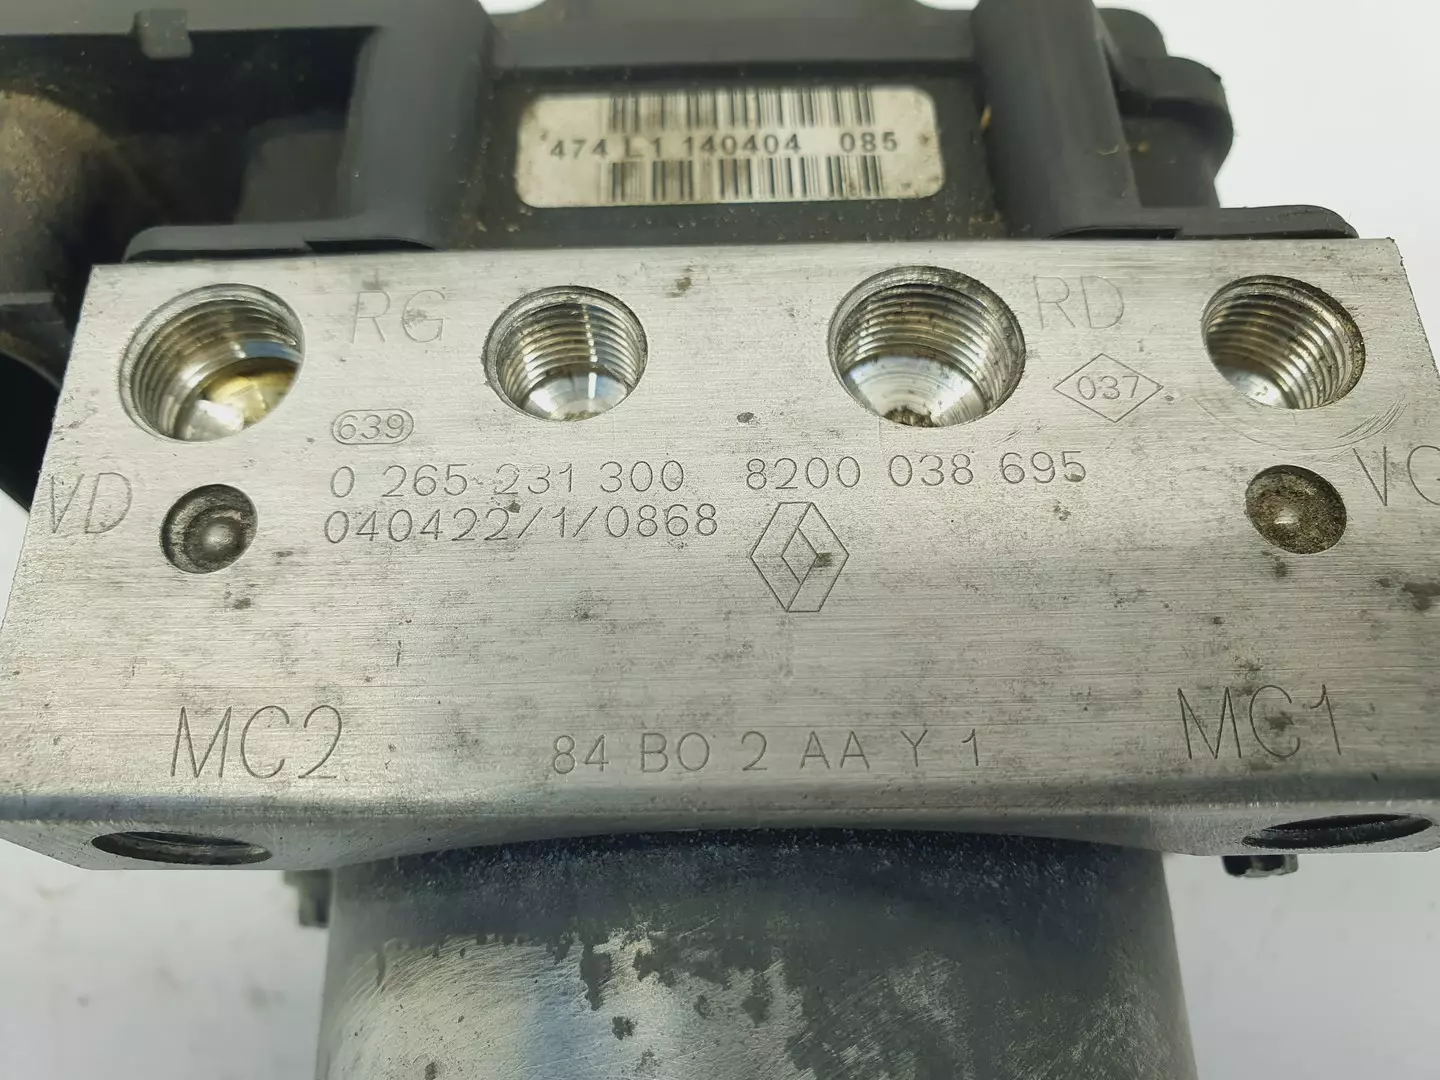 474 L1 140404 085
RG
RD
037
639
0 265 231 300 8200 038 695
VD
VG
040422/1/0868
MC2
84 BO 2 AA Y 1
MC1